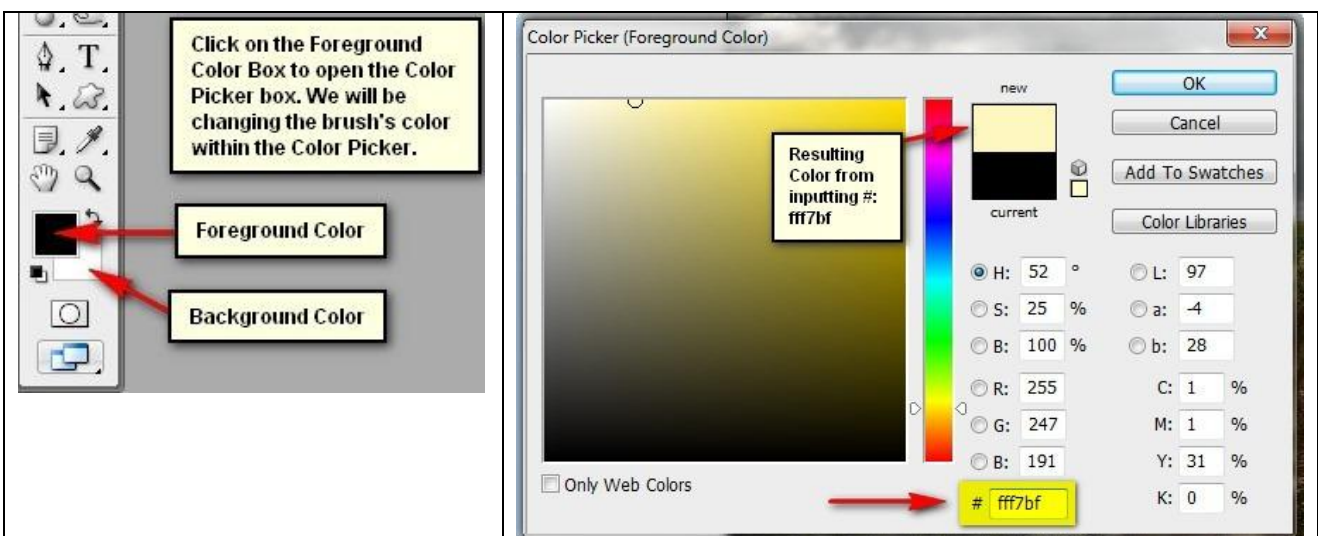 T
Click on the Foreground
Color Box to open the Color
Picker box. We will be
changing the brush's color
within the Color Picker.
Foreground Color
Background Color
Color Picker (Foreground Color)
new
current
Resulting
Color from
inputting #:
fff7bf
OK
Cancel
Add To Swatches
Color Libraries
H: 52 °
S: 25 %
B: 100 %
R: 255
G: 247
B: 191
# fff7bf
L: 97
a: -4
b: 28
C: 1 %
M: 1 %
Y: 31 %
K: 0 %
Only Web Colors